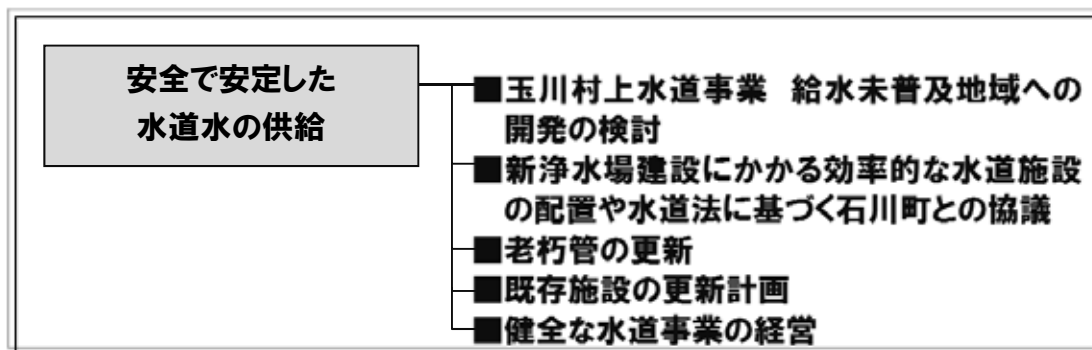 安全で安定した
水道水の供給
■玉川村上水道事業 給水未普及地域への
開発の検討
■新浄水場建設にかかる効率的な水道施設
の配置や水道法に基づく石川町との協議
■老朽管の更新
■既存施設の更新計画
■健全な水道事業の経営